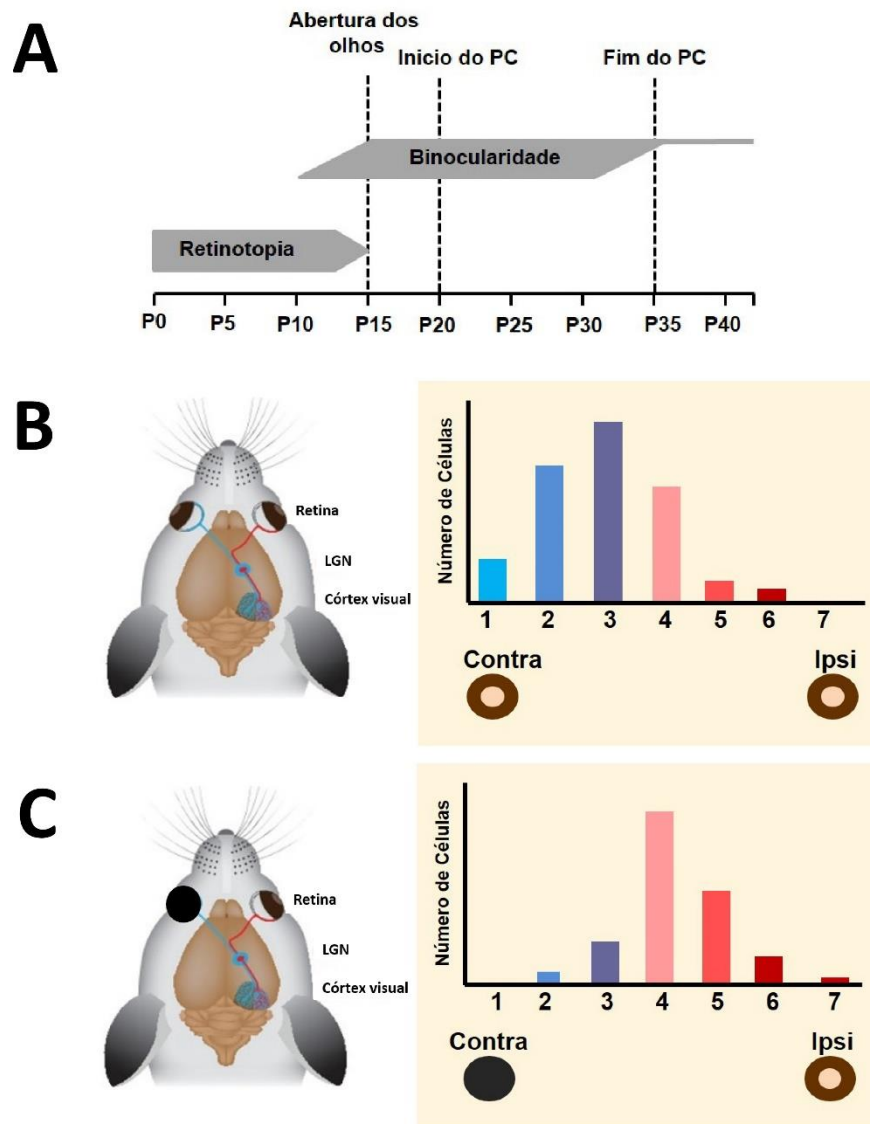 A
Abertura dos
olhos
Inicio do PC
Fim do PC
Binocularidade
Retinotopia
P0 P5 P10 P15 P20 P25 P30 P35 P40
B
Retina
LGN
Córtex visual
Número de Células
1 2 3 4 5 6 7
Contra Ipsi
C
Retina
LGN
Córtex visual
Número de Células
1 2 3 4 5 6 7
Contra Ipsi